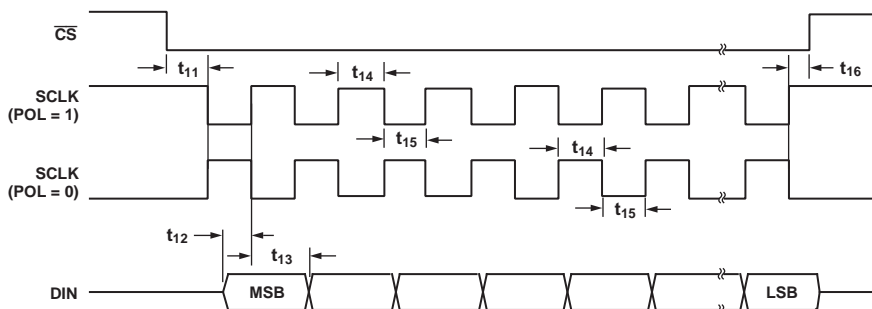 CS
t11
t14
t16
SCLK
(POL = 1)
t15
t14
SCLK
(POL = 0)
t15
t12
t13
DIN
MSB
LSB